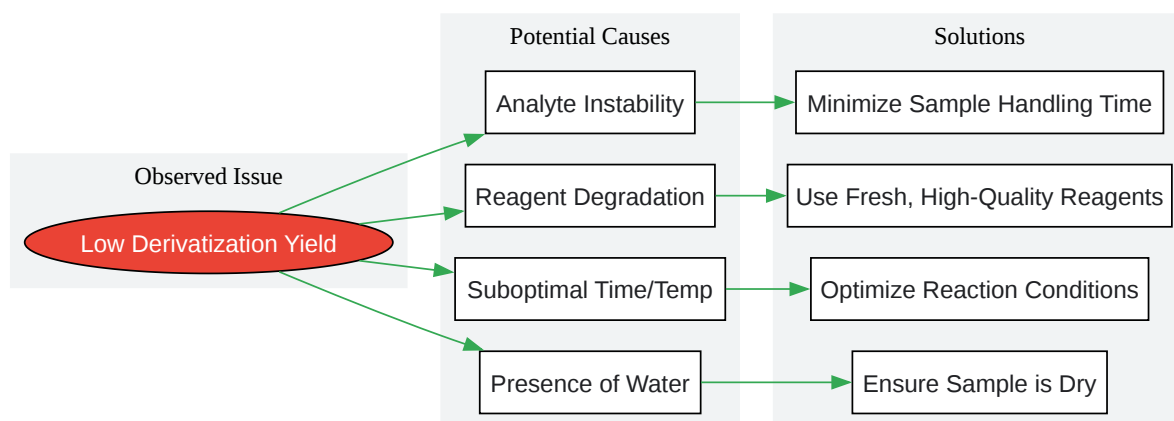 Observed Issue
Low Derivatization Yield
Potential Causes
Analyte Instability
Reagent Degradation
Suboptimal Time/Temp
Presence of Water
Solutions
Minimize Sample Handling Time
Use Fresh, High-Quality Reagents
Optimize Reaction Conditions
Ensure Sample is Dry